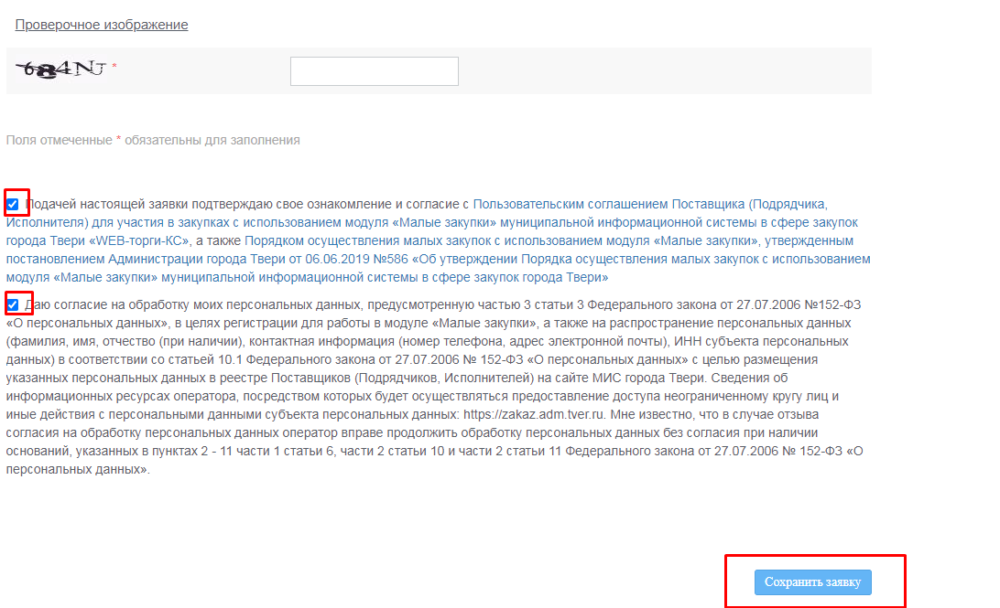 Проверочное изображение
684NJ *
Поля отмеченные * обязательны для заполнения
Подачей настоящей заявки подтверждаю свое ознакомление и согласие с Пользовательским соглашением Поставщика (Подрядчика,
Исполнителя) для участия в закупках с использованием модуля «Малые закупки» муниципальной информационной системы в сфере закупок
города Твери «WEB-торги-КС», а также Порядком осуществления малых закупок с использованием модуля «Малые закупки», утвержденным
постановлением Администрации города Твери от 06.06.2019 №586 «Об утверждении Порядка осуществления малых закупок с использованием
модуля «Малые закупки» муниципальной информационной системы в сфере закупок города Твери»
Даю согласие на обработку моих персональных данных, предусмотренную частью 3 статьи 3 Федерального закона от 27.07.2006 №152-ФЗ
«О персональных данных», в целях регистрации для работы в модуле «Малые закупки», а также на распространение персональных данных
(фамилия, имя, отчество (при наличии), контактная информация (номер телефона, адрес электронной почты), ИНН субъекта персональных
данных) в соответствии со статьей 10.1 Федерального закона от 27.07.2006 № 152-ФЗ «О персональных данных» с целью размещения
указанных персональных данных в реестре Поставщиков (Подрядчиков, Исполнителей) на сайте МИС города Твери. Сведения об
информационных ресурсах оператора, посредством которых будет осуществляться предоставление доступа неограниченному кругу лиц и
иные действия с персональными данными субъекта персональных данных: https://zakaz.adm.tver.ru. Мне известно, что в случае отзыва
согласия на обработку персональных данных оператор вправе продолжить обработку персональных данных без согласия при наличии
оснований, указанных в пунктах 2 - 11 части 1 статьи 6, части 2 статьи 10 и части 2 статьи 11 Федерального закона от 27.07.2006 № 152-ФЗ «О
персональных данных».
Сохранить заявку